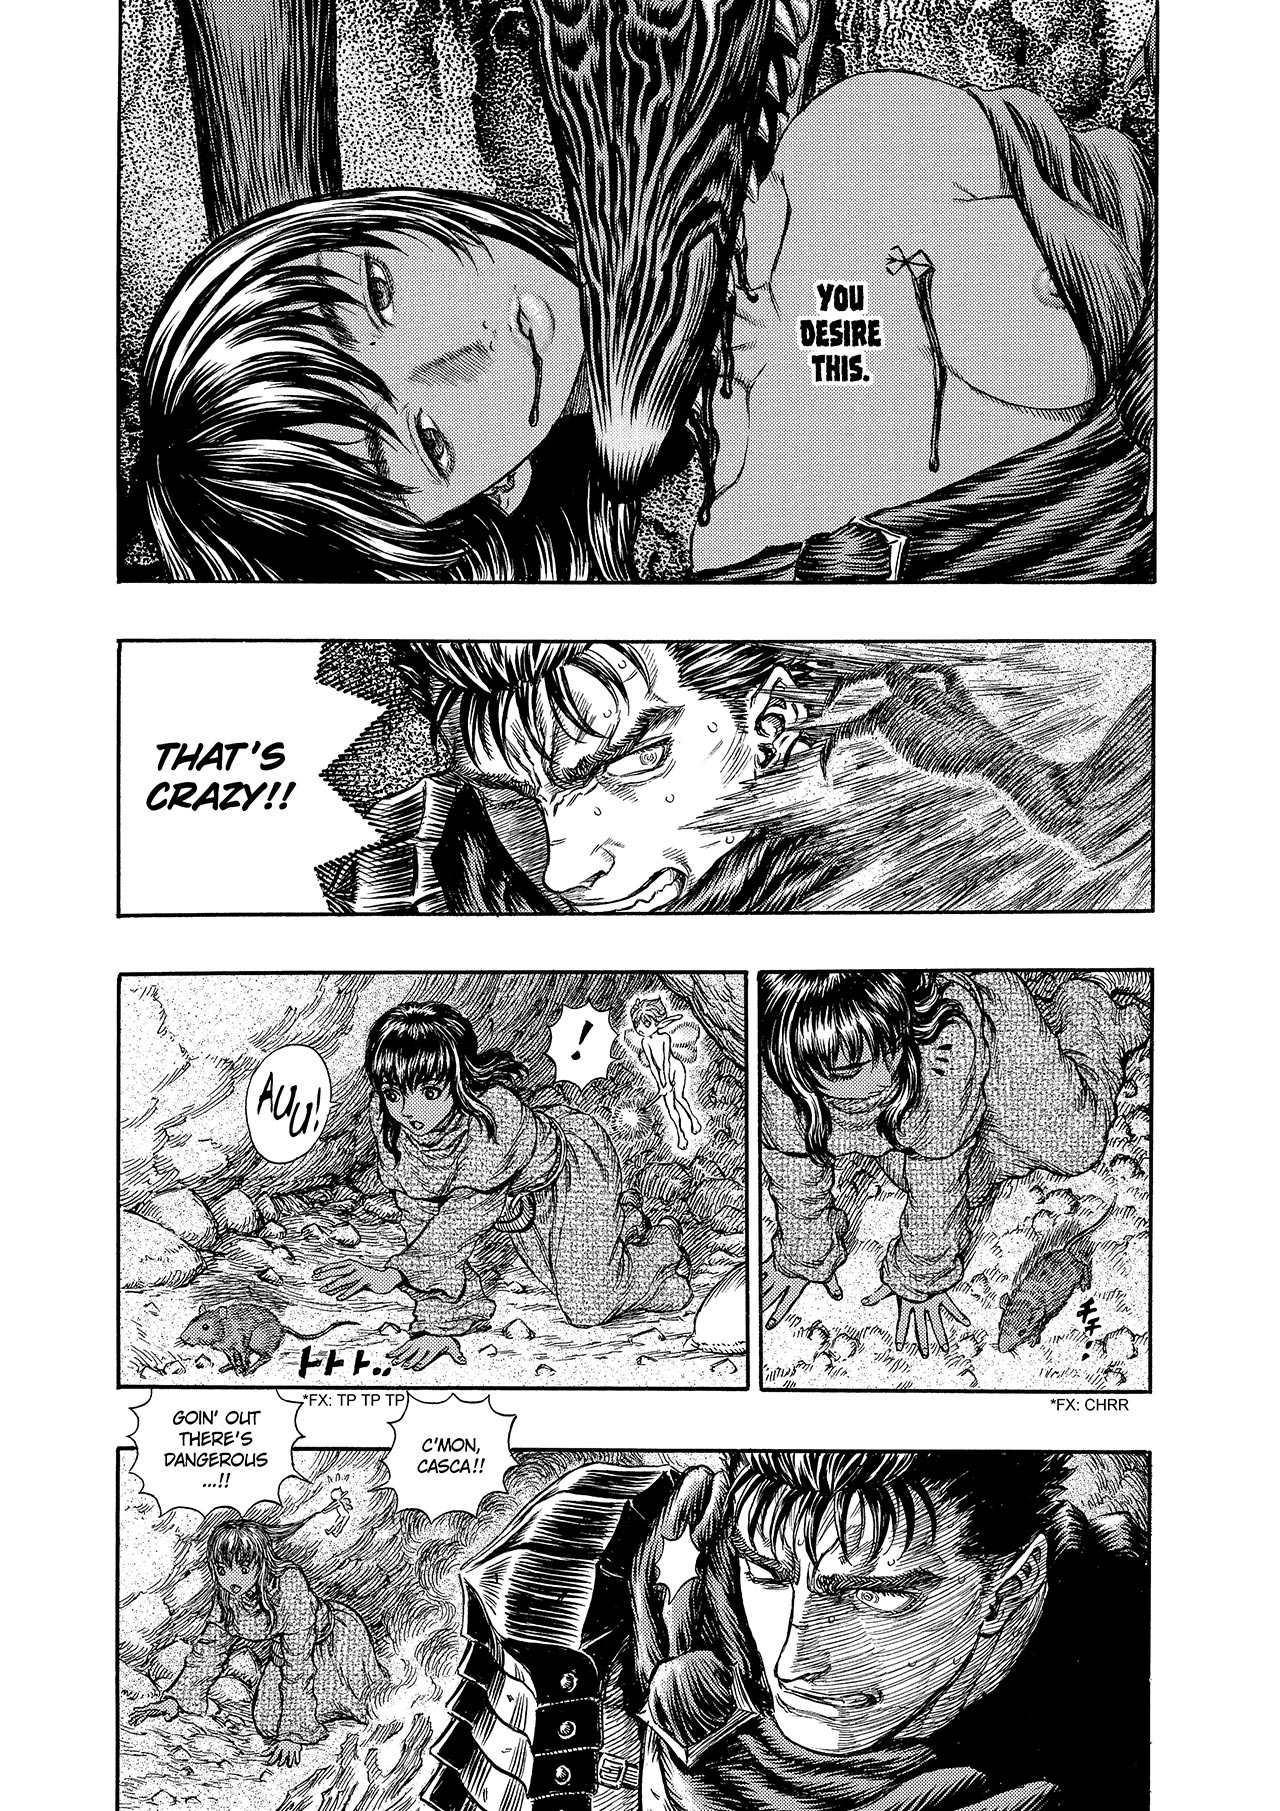 YOU
DESIRE
THIS.
THAT'S
CRAZY!!
チチ…
*FX: CHRR
!
AUU!
トトト..
*FX: TP TP TP
C'MON,
CASCA!!
GOIN' OUT
THERE'S
DANGEROUS
...!!